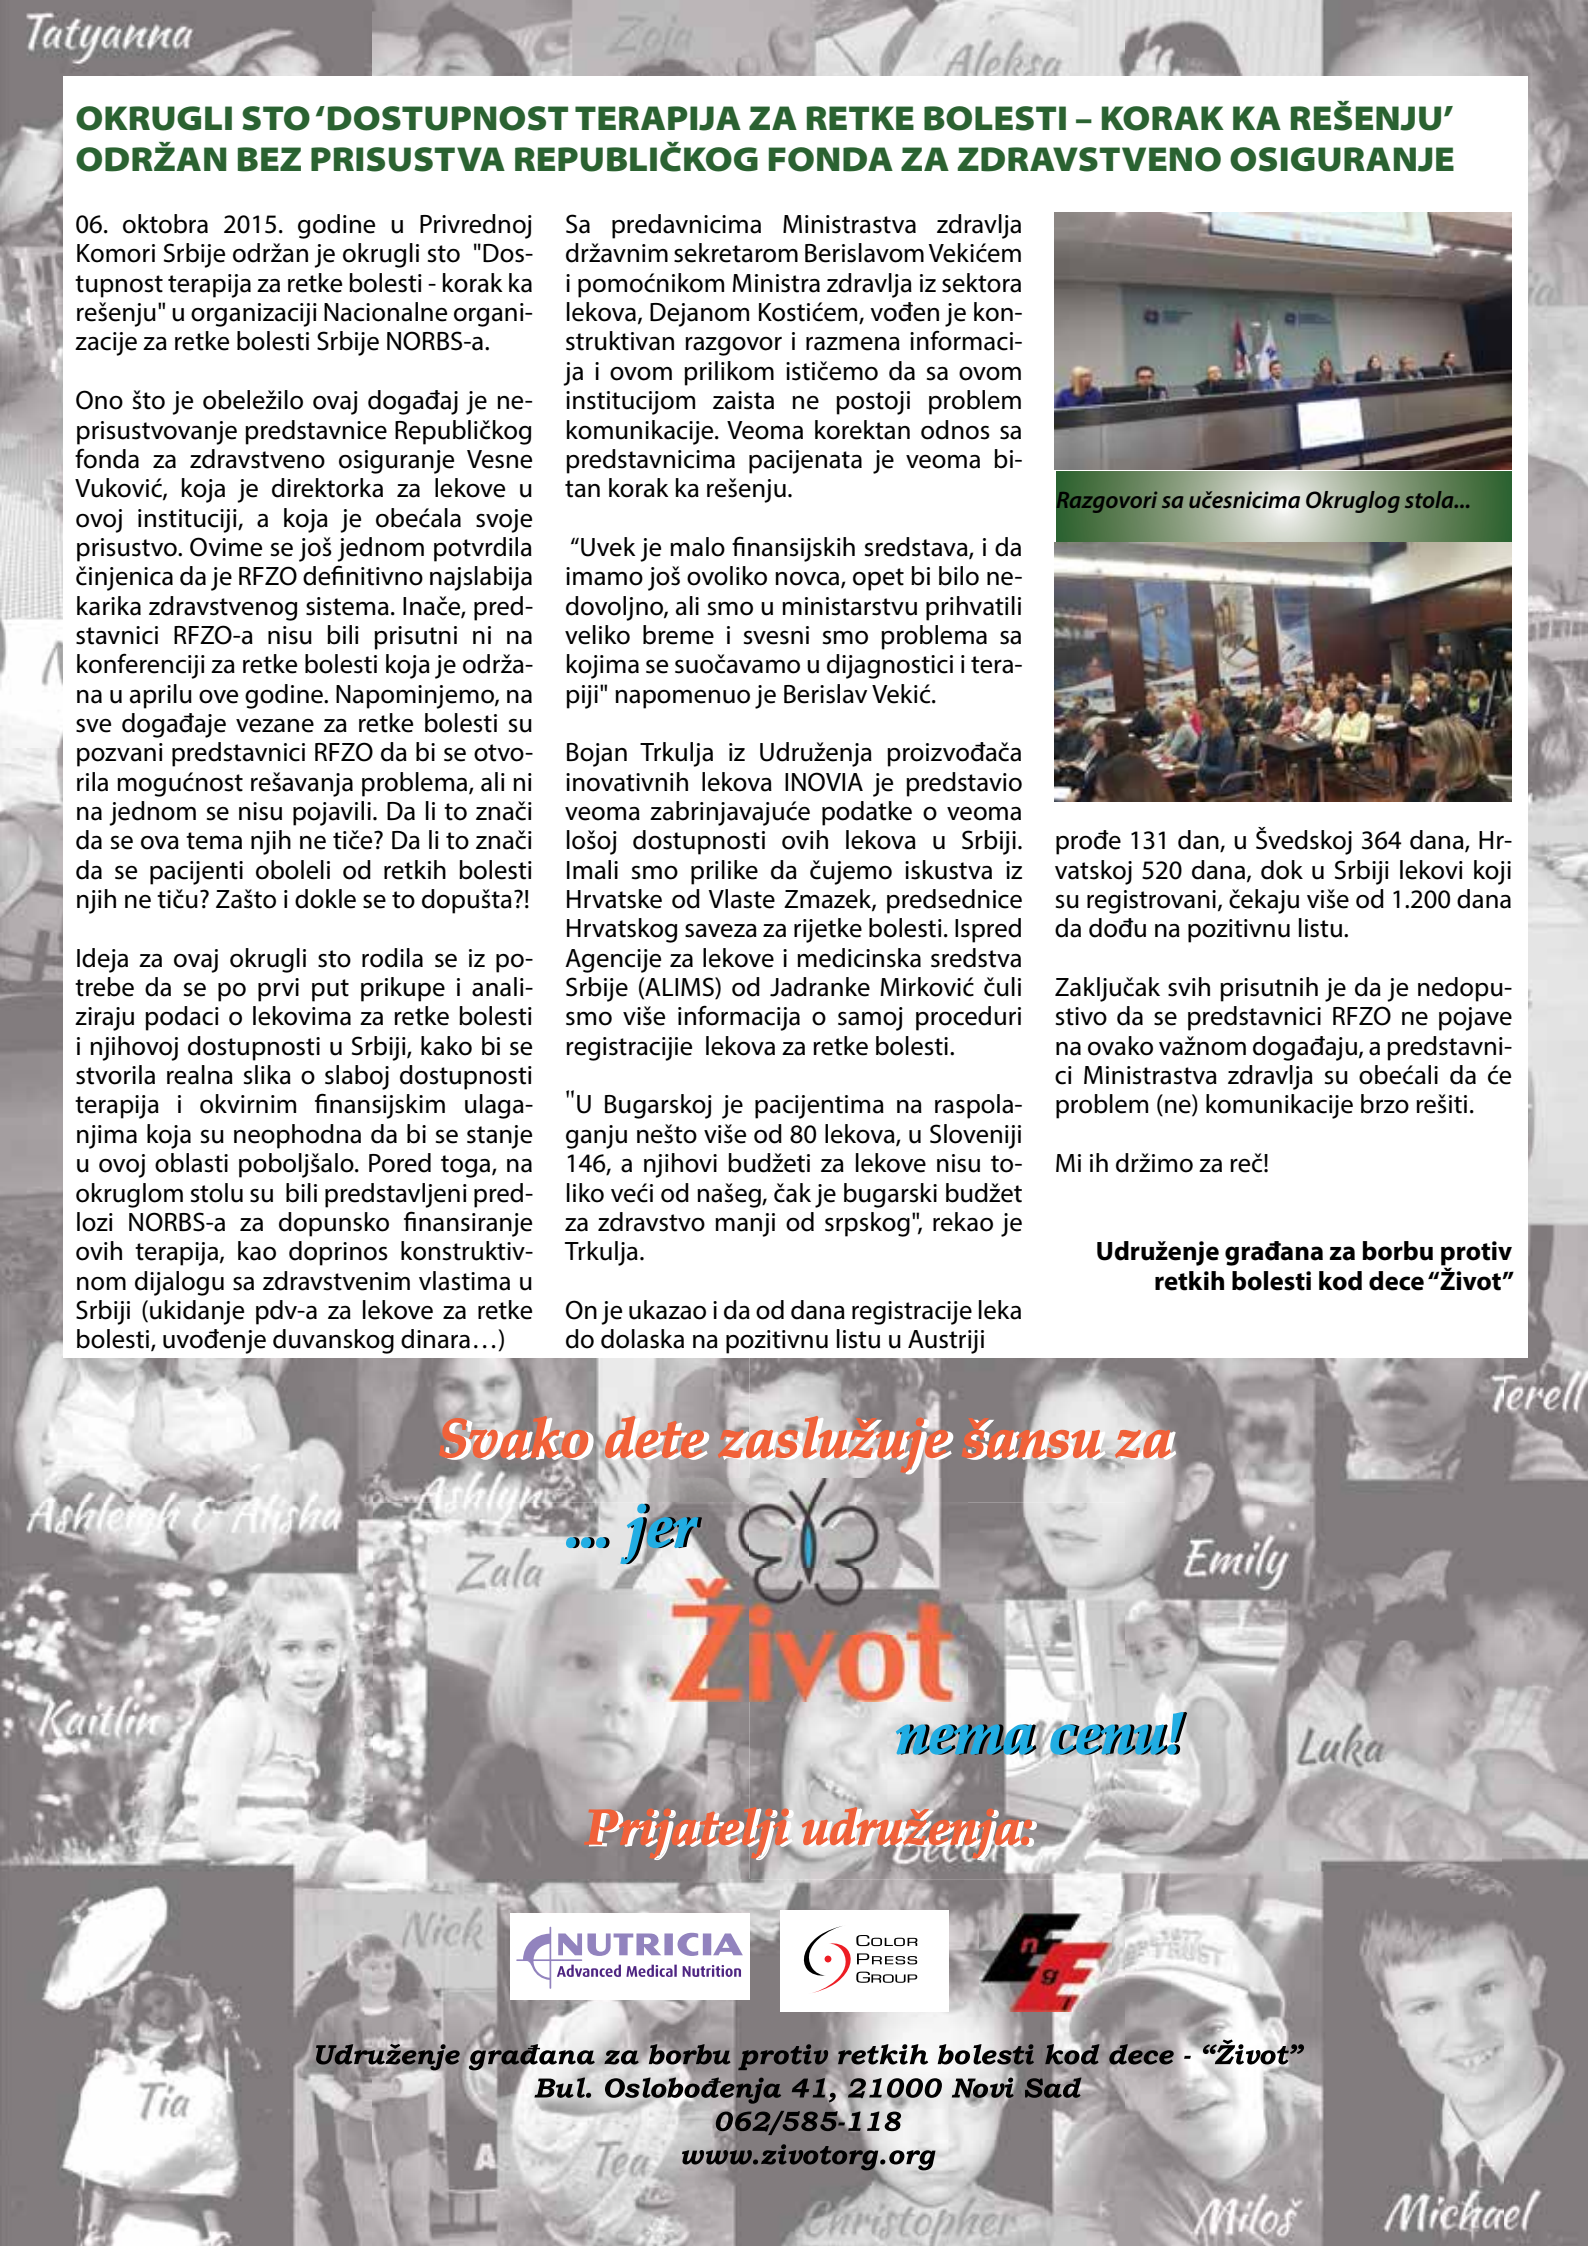 Tatyanna
Zoja
Aleksa
OKRUGLI STO ‘DOSTUPNOST TERAPIJA ZA RETKE BOLESTI – KORAK KA REŠENJU’
ODRŽAN BEZ PRISUSTVA REPUBLIČKOG FONDA ZA ZDRAVSTVENO OSIGURANJE
06. oktobra 2015. godine u Privrednoj
Komori Srbije održan je okrugli sto "Dos-
tupnost terapija za retke bolesti - korak ka
rešenju" u organizaciji Nacionalne organi-
zacije za retke bolesti Srbije NORBS-a.
Ono što je obeležilo ovaj događaj je ne-
prisustvovanje predstavnice Republičkog
fonda za zdravstveno osiguranje Vesne
Vuković, koja je direktorka za lekove u
ovoj instituciji, a koja je obećala svoje
prisustvo. Ovime se još jednom potvrdila
činjenica da je RFZO definitivno najslabija
karika zdravstvenog sistema. Inače, pred-
stavnici RFZO-a nisu bili prisutni ni na
konferenciji za retke bolesti koja je održa-
na u aprilu ove godine. Napominjemo, na
sve događaje vezane za retke bolesti su
pozvani predstavnici RFZO da bi se otvo-
rila mogućnost rešavanja problema, ali ni
na jednom se nisu pojavili. Da li to znači
da se ova tema njih ne tiče? Da li to znači
da se pacijenti oboleli od retkih bolesti
njih ne tiču? Zašto i dokle se to dopušta?!
Ideja za ovaj okrugli sto rodila se iz po-
trebe da se po prvi put prikupe i anali-
ziraju podaci o lekovima za retke bolesti
i njihovoj dostupnosti u Srbiji, kako bi se
stvorila realna slika o slaboj dostupnosti
terapija i okvirnim finansijskim ulaga-
njima koja su neophodna da bi se stanje
u ovoj oblasti poboljšalo. Pored toga, na
okruglom stolu su bili predstavljeni pred-
lozi NORBS-a za dopunsko finansiranje
ovih terapija, kao doprinos konstruktiv-
nom dijalogu sa zdravstvenim vlastima u
Srbiji (ukidanje pdv-a za lekove za retke
bolesti, uvođenje duvanskog dinara…)
Sa predavnicima Ministrastva zdravlja
državnim sekretarom Berislavom Vekićem
i pomoćnikom Ministra zdravlja iz sektora
lekova, Dejanom Kostićem, vođen je kon-
struktivan razgovor i razmena informaci-
ja i ovom prilikom ističemo da sa ovom
institucijom zaista ne postoji problem
komunikacije. Veoma korektan odnos sa
predstavnicima pacijenata je veoma bi-
tan korak ka rešenju.
“Uvek je malo finansijskih sredstava, i da
imamo još ovoliko novca, opet bi bilo ne-
dovoljno, ali smo u ministarstvu prihvatili
veliko breme i svesni smo problema sa
kojima se suočavamo u dijagnostici i tera-
piji" napomenuo je Berislav Vekić.
Bojan Trkulja iz Udruženja proizvođača
inovativnih lekova INOVIA je predstavio
veoma zabrinjavajuće podatke o veoma
lošoj dostupnosti ovih lekova u Srbiji.
Imali smo prilike da čujemo iskustva iz
Hrvatske od Vlaste Zmazek, predsednice
Hrvatskog saveza za rijetke bolesti. Ispred
Agencije za lekove i medicinska sredstva
Srbije (ALIMS) od Jadranke Mirković čuli
smo više informacija o samoj proceduri
registracijie lekova za retke bolesti.
"U Bugarskoj je pacijentima na raspola-
ganju nešto više od 80 lekova, u Sloveniji
146, a njihovi budžeti za lekove nisu to-
liko veći od našeg, čak je bugarski budžet
za zdravstvo manji od srpskog", rekao je
Trkulja.
On je ukazao i da od dana registracije leka
do dolaska na pozitivnu listu u Austriji
Razgovori sa učesnicima Okruglog stola...
prođe 131 dan, u Švedskoj 364 dana, Hr-
vatskoj 520 dana, dok u Srbiji lekovi koji
su registrovani, čekaju više od 1.200 dana
da dođu na pozitivnu listu.
Zaključak svih prisutnih je da je nedopu-
stivo da se predstavnici RFZO ne pojave
na ovako važnom događaju, a predstavni-
ci Ministrastva zdravlja su obećali da će
problem (ne) komunikacije brzo rešiti.
Mi ih držimo za reč!
Udruženje građana za borbu protiv
retkih bolesti kod dece “Život”
Terell
Svako dete zaslužuje šansu za
Ashleigh & Alisha
Ashlyn
... jer
Zala
Emily
Život
Kaitlin
nema cenu!
Luka
Prijatelji udruženja:
Becca
Nick
NUTRICIA
Advanced Medical Nutrition
COLOR
PRESS
GROUP
Udruženje građana za borbu protiv retkih bolesti kod dece - “Život”
Bul. Oslobođenja 41, 21000 Novi Sad
062/585-118
www.zivotorg.org
Tia
Tea
Christopher
Miloš
Michael